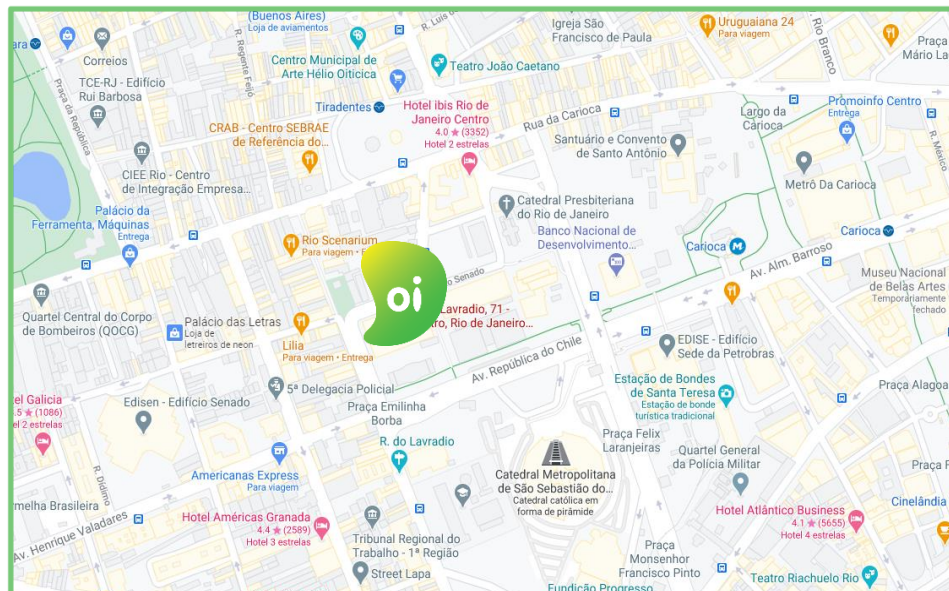 (Buenos Aires)
Loja de aviamentos
R. Luís de
Igreja São
Francisco de Paula
Uruguaiana 24
Para viagem
Rio Branco
Praça
Mário La
ara
Correios
R. Regente Feijó
Centro Municipal de
Arte Hélio Oiticica
Teatro João Caetano
TCE-RJ - Edifício
Rui Barbosa
Praça da República
Tiradentes
Hotel ibis Rio de
Janeiro Centro
4.0 ★ (3352)
Hotel 2 estrelas
Rua da Carioca
Largo da
Carioca
Promoinfo Centro
Entrega
R. México
CRAB - Centro SEBRAE
de Referência do...
Santuário e Convento
de Santo Antônio
CIEE Rio - Centro
de Integração Empresa...
Metrô Da Carioca
Palácio da
Ferramenta, Máquinas
Entrega
Catedral Presbiteriana
do Rio de Janeiro
Rio Scenarium
Para viagem •
Banco Nacional de
Desenvolvimento...
Carioca
M
Carioca
Av. Alm. Barroso
o Senado
Museu Nacional
de Belas Artes
Temporariamente
fechado
oi
Lavradio, 71 -
tro, Rio de Janeiro...
Quartel Central do Corpo
de Bombeiros (QOCG)
Palácio das Letras
Loja de
letreiros de neon
Lilia
Para viagem • Entrega
Av. República do Chile
EDISE - Edifício
Sede da Petrobras
5ª Delegacia Policial
Estação de Bondes
de Santa Teresa
Estação de bonde
turística tradicional
Praça Alagoa
tel Galicia
.5 ★ (1086)
el 2 estrelas
Edisen - Edifício Senado
Praça Emilinha
Borba
R. do Lavradio
Praça Felix
Laranjeiras
Quartel General
da Polícia Militar
Praça F
R. Dídimo
Americanas Express
Para viagem
Catedral Metropolitana
de São Sebastião do...
Catedral católica em
forma de pirâmide
Cinelândia
rmelha Brasileira
Av. Henrique Valadares
Hotel Américas Granada
4.4 ★ (2589)
Hotel 3 estrelas
Hotel Atlântico Business
4.1 ★ (5655)
Hotel 4 estrelas
Tribunal Regional do
Trabalho - 1ª Região
Praça
Monsenhor
Francisco Pinto
Street Lapa
Fundição Progresso
Teatro Riachuelo Rio